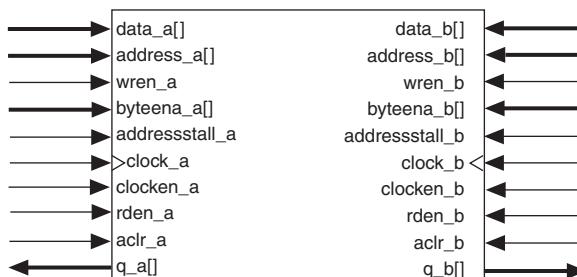 data_a[] data_b[]
address_a[] address_b[]
wren_a wren_b
byteena_a[] byteena_b[]
addressstall_a addressstall_b
clock_a clock_b
clocken_a clocken_b
rden_a rden_b
aclr_a aclr_b
q_a[] q_b[]